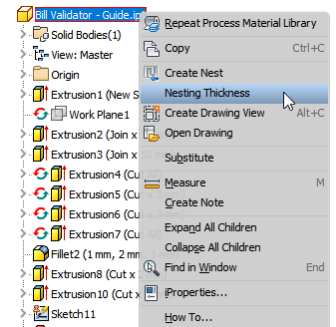 Bill Validator - Guide.ip
Solid Bodies(1)
View: Master
Origin
Extrusion1 (New S
Work Plane1
Extrusion2 (Join x
Extrusion3 (Join x
Extrusion4 (Cu
Extrusion5 (Cu
Extrusion6 (Cut
Extrusion7 (Cut
Fillet2 (1 mm, 2 mm
Extrusion8 (Cut x
Extrusion10 (Cut x
Sketch11
Repeat Process Material Library
Copy Ctrl+C
Create Nest
Nesting Thickness
Create Drawing View Alt+C
Open Drawing
Substitute
Measure M
Create Note
Expand All Children
Collapse All Children
Find in Window End
iProperties...
How To...